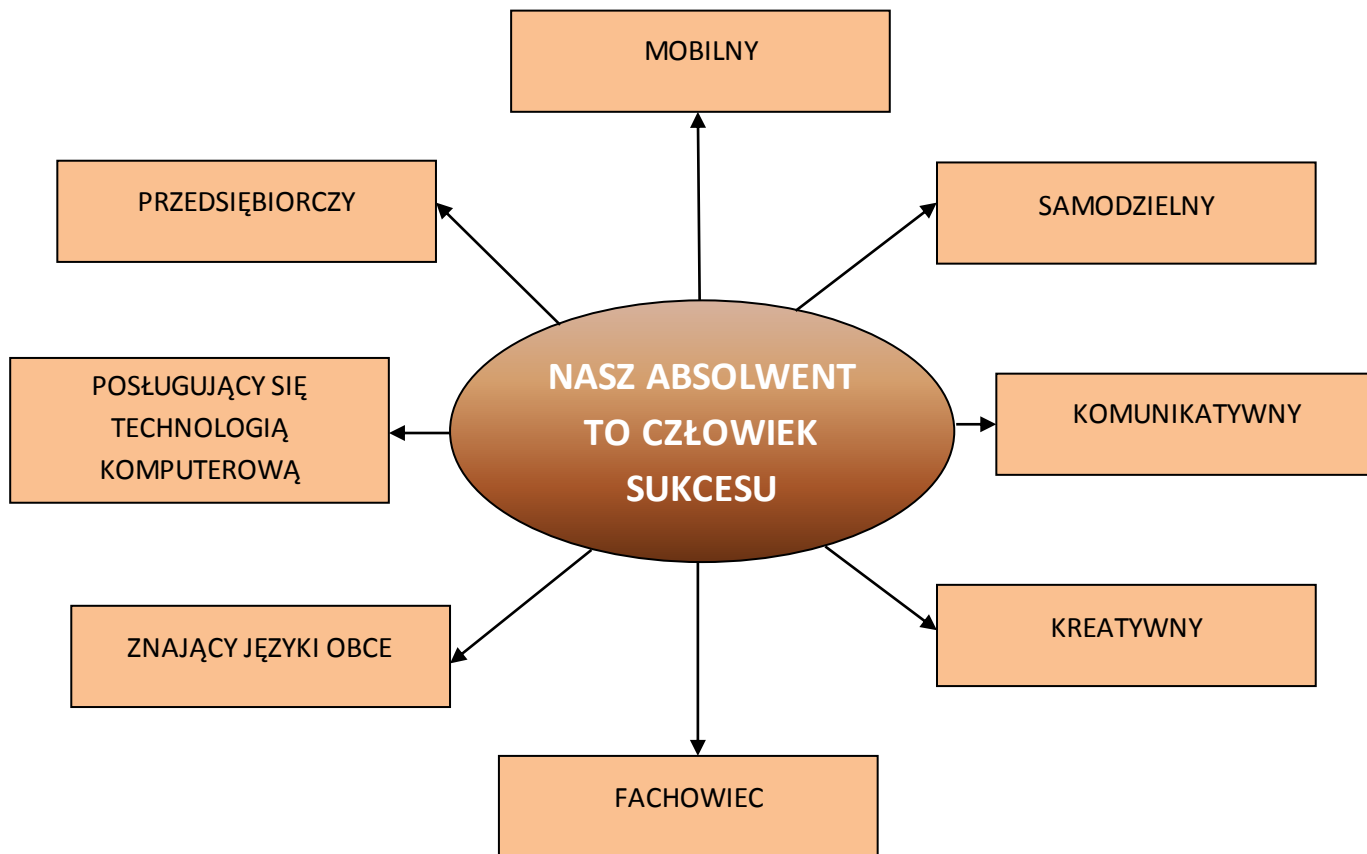 MOBILNY
PRZEDSIĘBIORCZY
SAMODZIELNY
NASZ ABSOLWENT
TO CZŁOWIEK
SUKCESU
POSŁUGUJĄCY SIĘ
TECHNOLOGIĄ
KOMPUTEROWĄ
KOMUNIKATYWNY
ZNAJĄCY JĘZYKI OBCE
KREATYWNY
FACHOWIEC